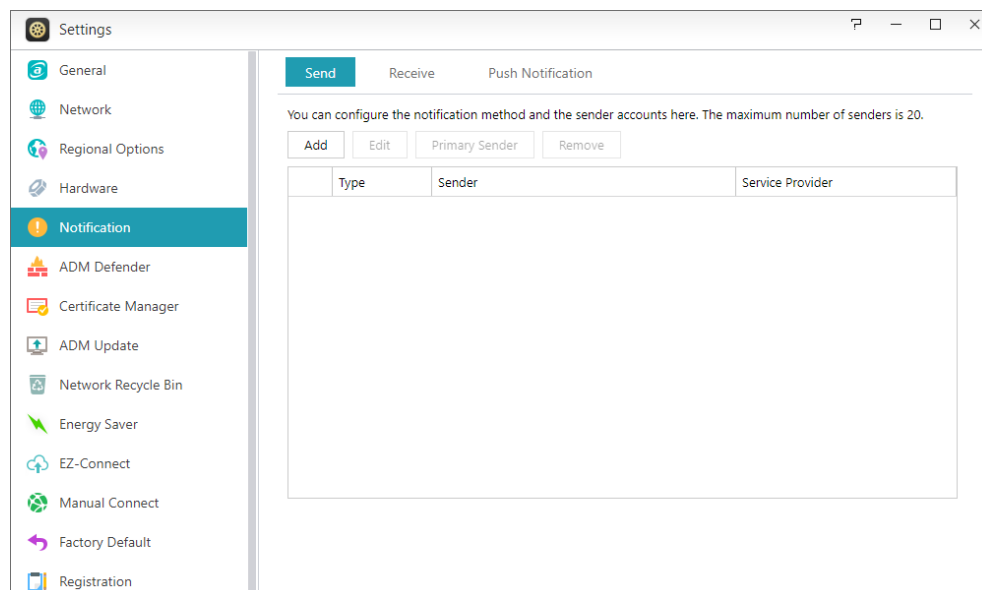 Settings
General
Network
Regional Options
Hardware
Notification
ADM Defender
Certificate Manager
ADM Update
Network Recycle Bin
Energy Saver
EZ-Connect
Manual Connect
Factory Default
Registration
Send Receive Push Notification
You can configure the notification method and the sender accounts here. The maximum number of senders is 20.
Add Edit Primary Sender Remove
Type Sender Service Provider